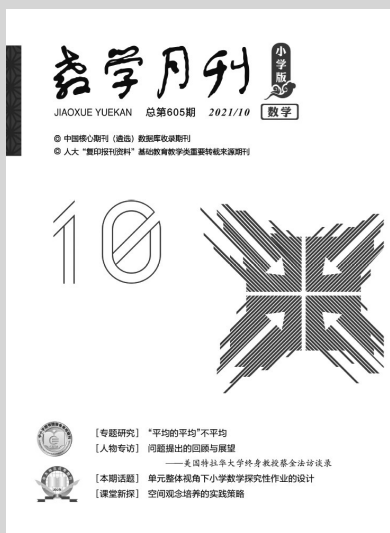 教学月刊
小学版
JIAOXUE YUEKAN 总第605期 2021/10 数学
◎ 中国核心期刊（遴选）数据库收录期刊
◎ 人大“复印报刊资料”基础教育教学类重要转载来源期刊
10
[专题研究] “平均的平均”不平均
[人物专访] 问题提出的回顾与展望
——美国特拉华大学终身教授蔡金法访谈录
[本期话题] 单元整体视角下小学数学探究性作业的设计
[课堂新探] 空间观念培养的实践策略